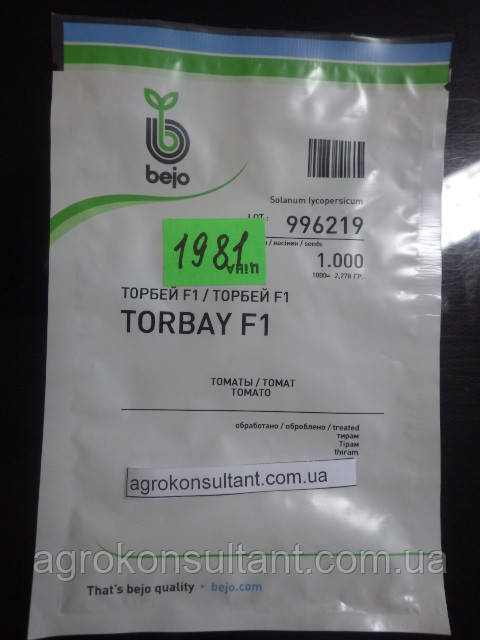 bejo
Solanum lycopersicum
LOT : 996219
/ насіння / seeds
1.000
1000= 2,278 ГР.
1981
ЦІНА
ТОРБЕЙ F1 / ТОРБЕЙ F1
TORBAY F1
ТОМАТЫ / ТОМАТ
TOMATO
обработано / оброблено / treated
тирам
Тірам
thiram
agrokonsultant.com.ua
agrokonsultant.com.ua
That's bejo quality • bejo.com